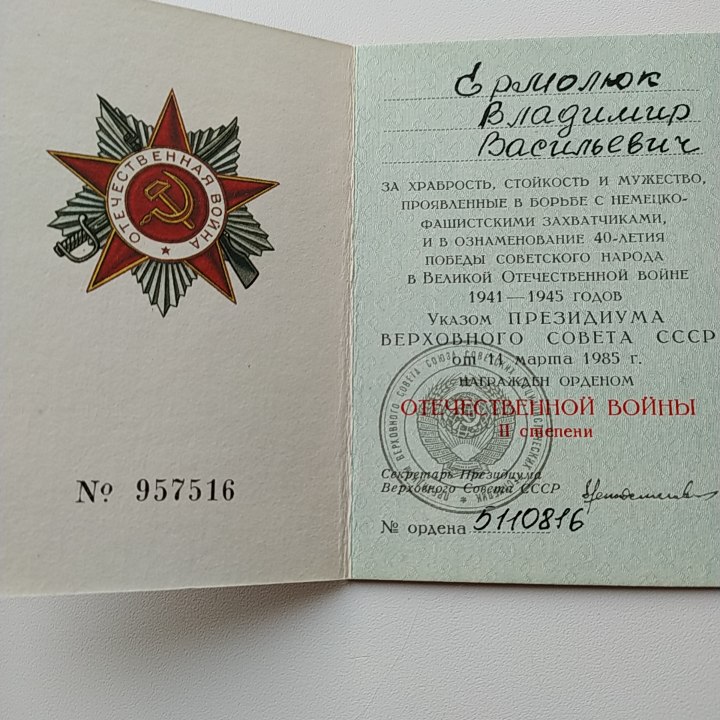 ОТЕЧЕСТВЕННАЯ ВОЙНА
№ 957516
Ермолюк
Владимир
Васильевич
ЗА ХРАБРОСТЬ, СТОЙКОСТЬ И МУЖЕСТВО,
ПРОЯВЛЕННЫЕ В БОРЬБЕ С НЕМЕЦКО-
ФАШИСТСКИМИ ЗАХВАТЧИКАМИ,
И В ОЗНАМЕНОВАНИЕ 40-ЛЕТИЯ
ПОБЕДЫ СОВЕТСКОГО НАРОДА
В ВЕЛИКОЙ ОТЕЧЕСТВЕННОЙ ВОЙНЕ
1941—1945 ГОДОВ
УКАЗОМ ПРЕЗИДИУМА
ВЕРХОВНОГО СОВЕТА СССР
от 11 марта 1985 г.
НАГРАЖДЕН ОРДЕНОМ
ОТЕЧЕСТВЕННОЙ ВОЙНЫ
II степени
Секретарь Президиума
Верховного Совета СССР
№ ордена 5110816